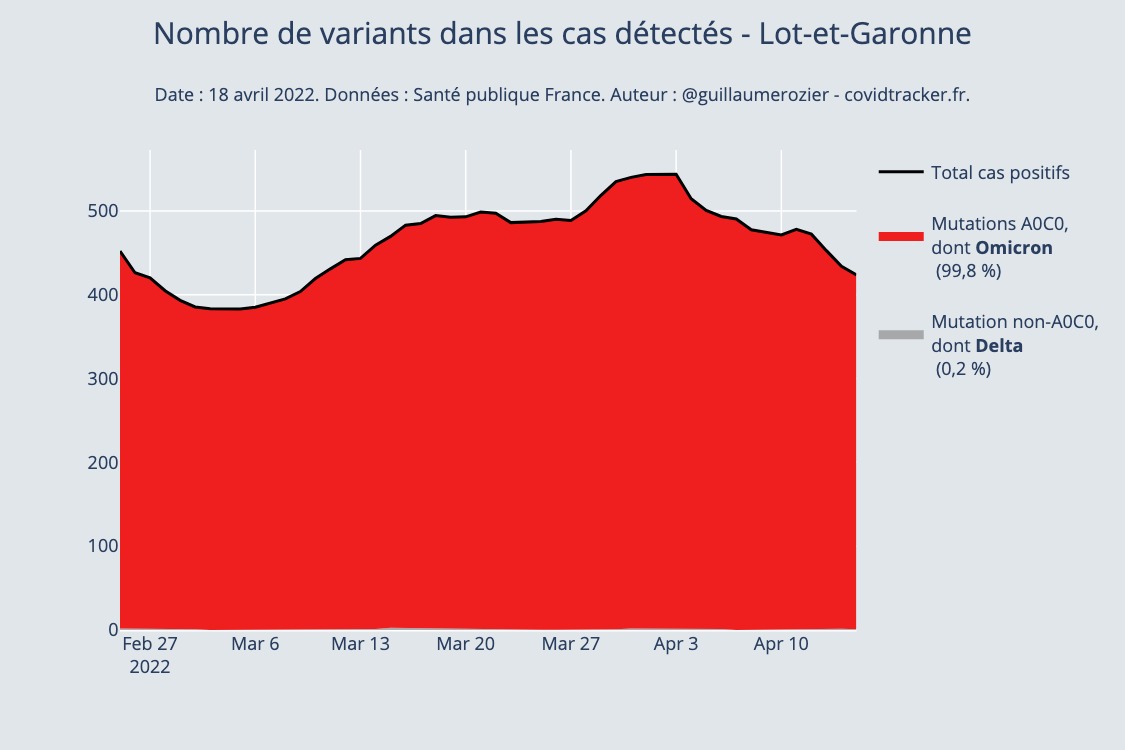 Nombre de variants dans les cas détectés - Lot-et-Garonne
Date : 18 avril 2022. Données : Santé publique France. Auteur : @guillaumerozier - covidtracker.fr.
Total cas positifs
Mutations A0C0,
dont Omicron
(99,8 %)
Mutation non-A0C0,
dont Delta
(0,2 %)
500
400
300
200
100
0
Feb 27
2022
Mar 6
Mar 13
Mar 20
Mar 27
Apr 3
Apr 10